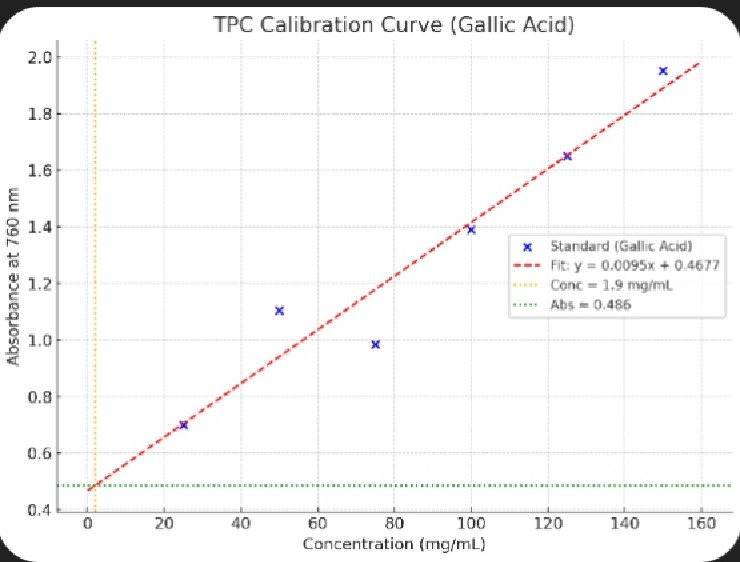 TPC Calibration Curve (Gallic Acid)
2.0
1.8
1.6
1.4
1.2
1.0
0.8
0.6
0.4
Absorbance at 760 nm
Standard (Gallic Acid)
Fit: y = 0.0095x + 0.4677
Conc = 1.9 mg/mL
Abs = 0.486
0 20 40 60 80 100 120 140 160
Concentration (mg/mL)